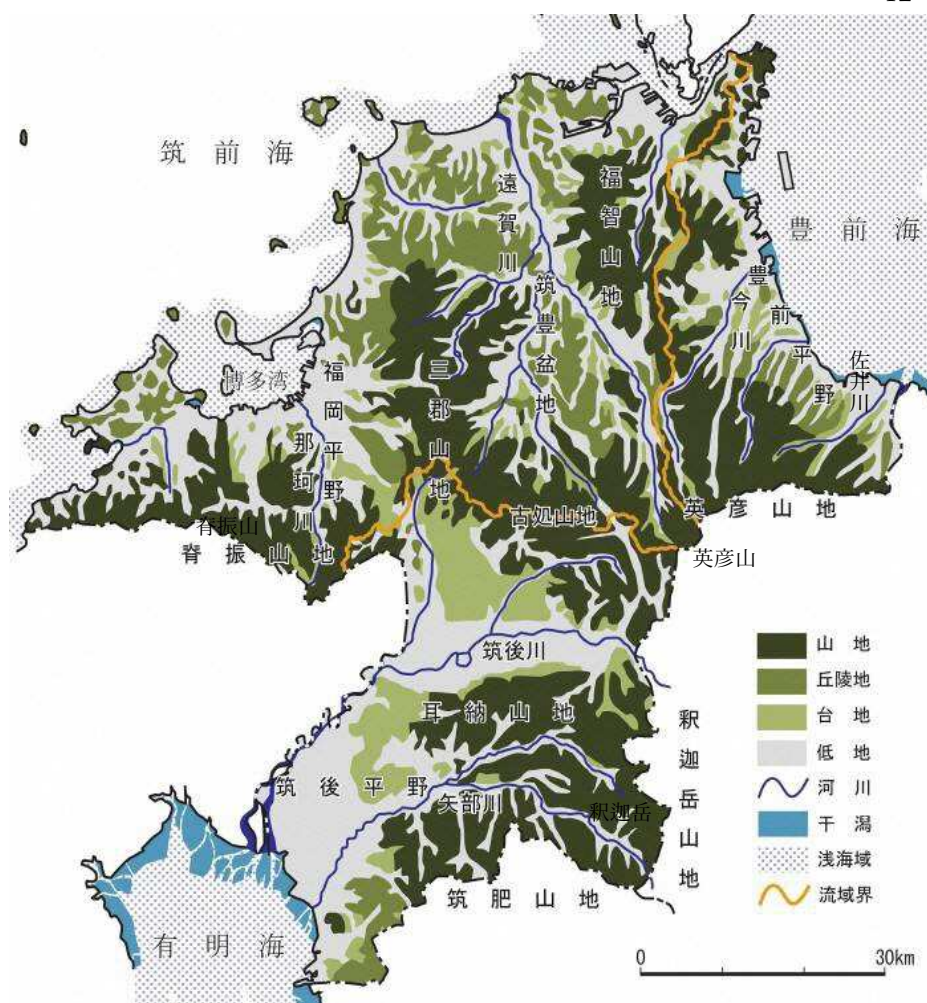 筑前海
遠賀川
福智山地
豊前海
筑豊盆地
今川
豊前平野
佐井川
博多湾
福岡平野
三郡山地
那珂川
古処山地
英彦山地
脊振山
脊振山地
英彦山
筑後川
耳納山地
釈迦岳山地
筑後平野
矢部川
釈迦岳
筑肥山地
有明海
山地
丘陵地
台地
低地
河川
干潟
浅海域
流域界
0 30km